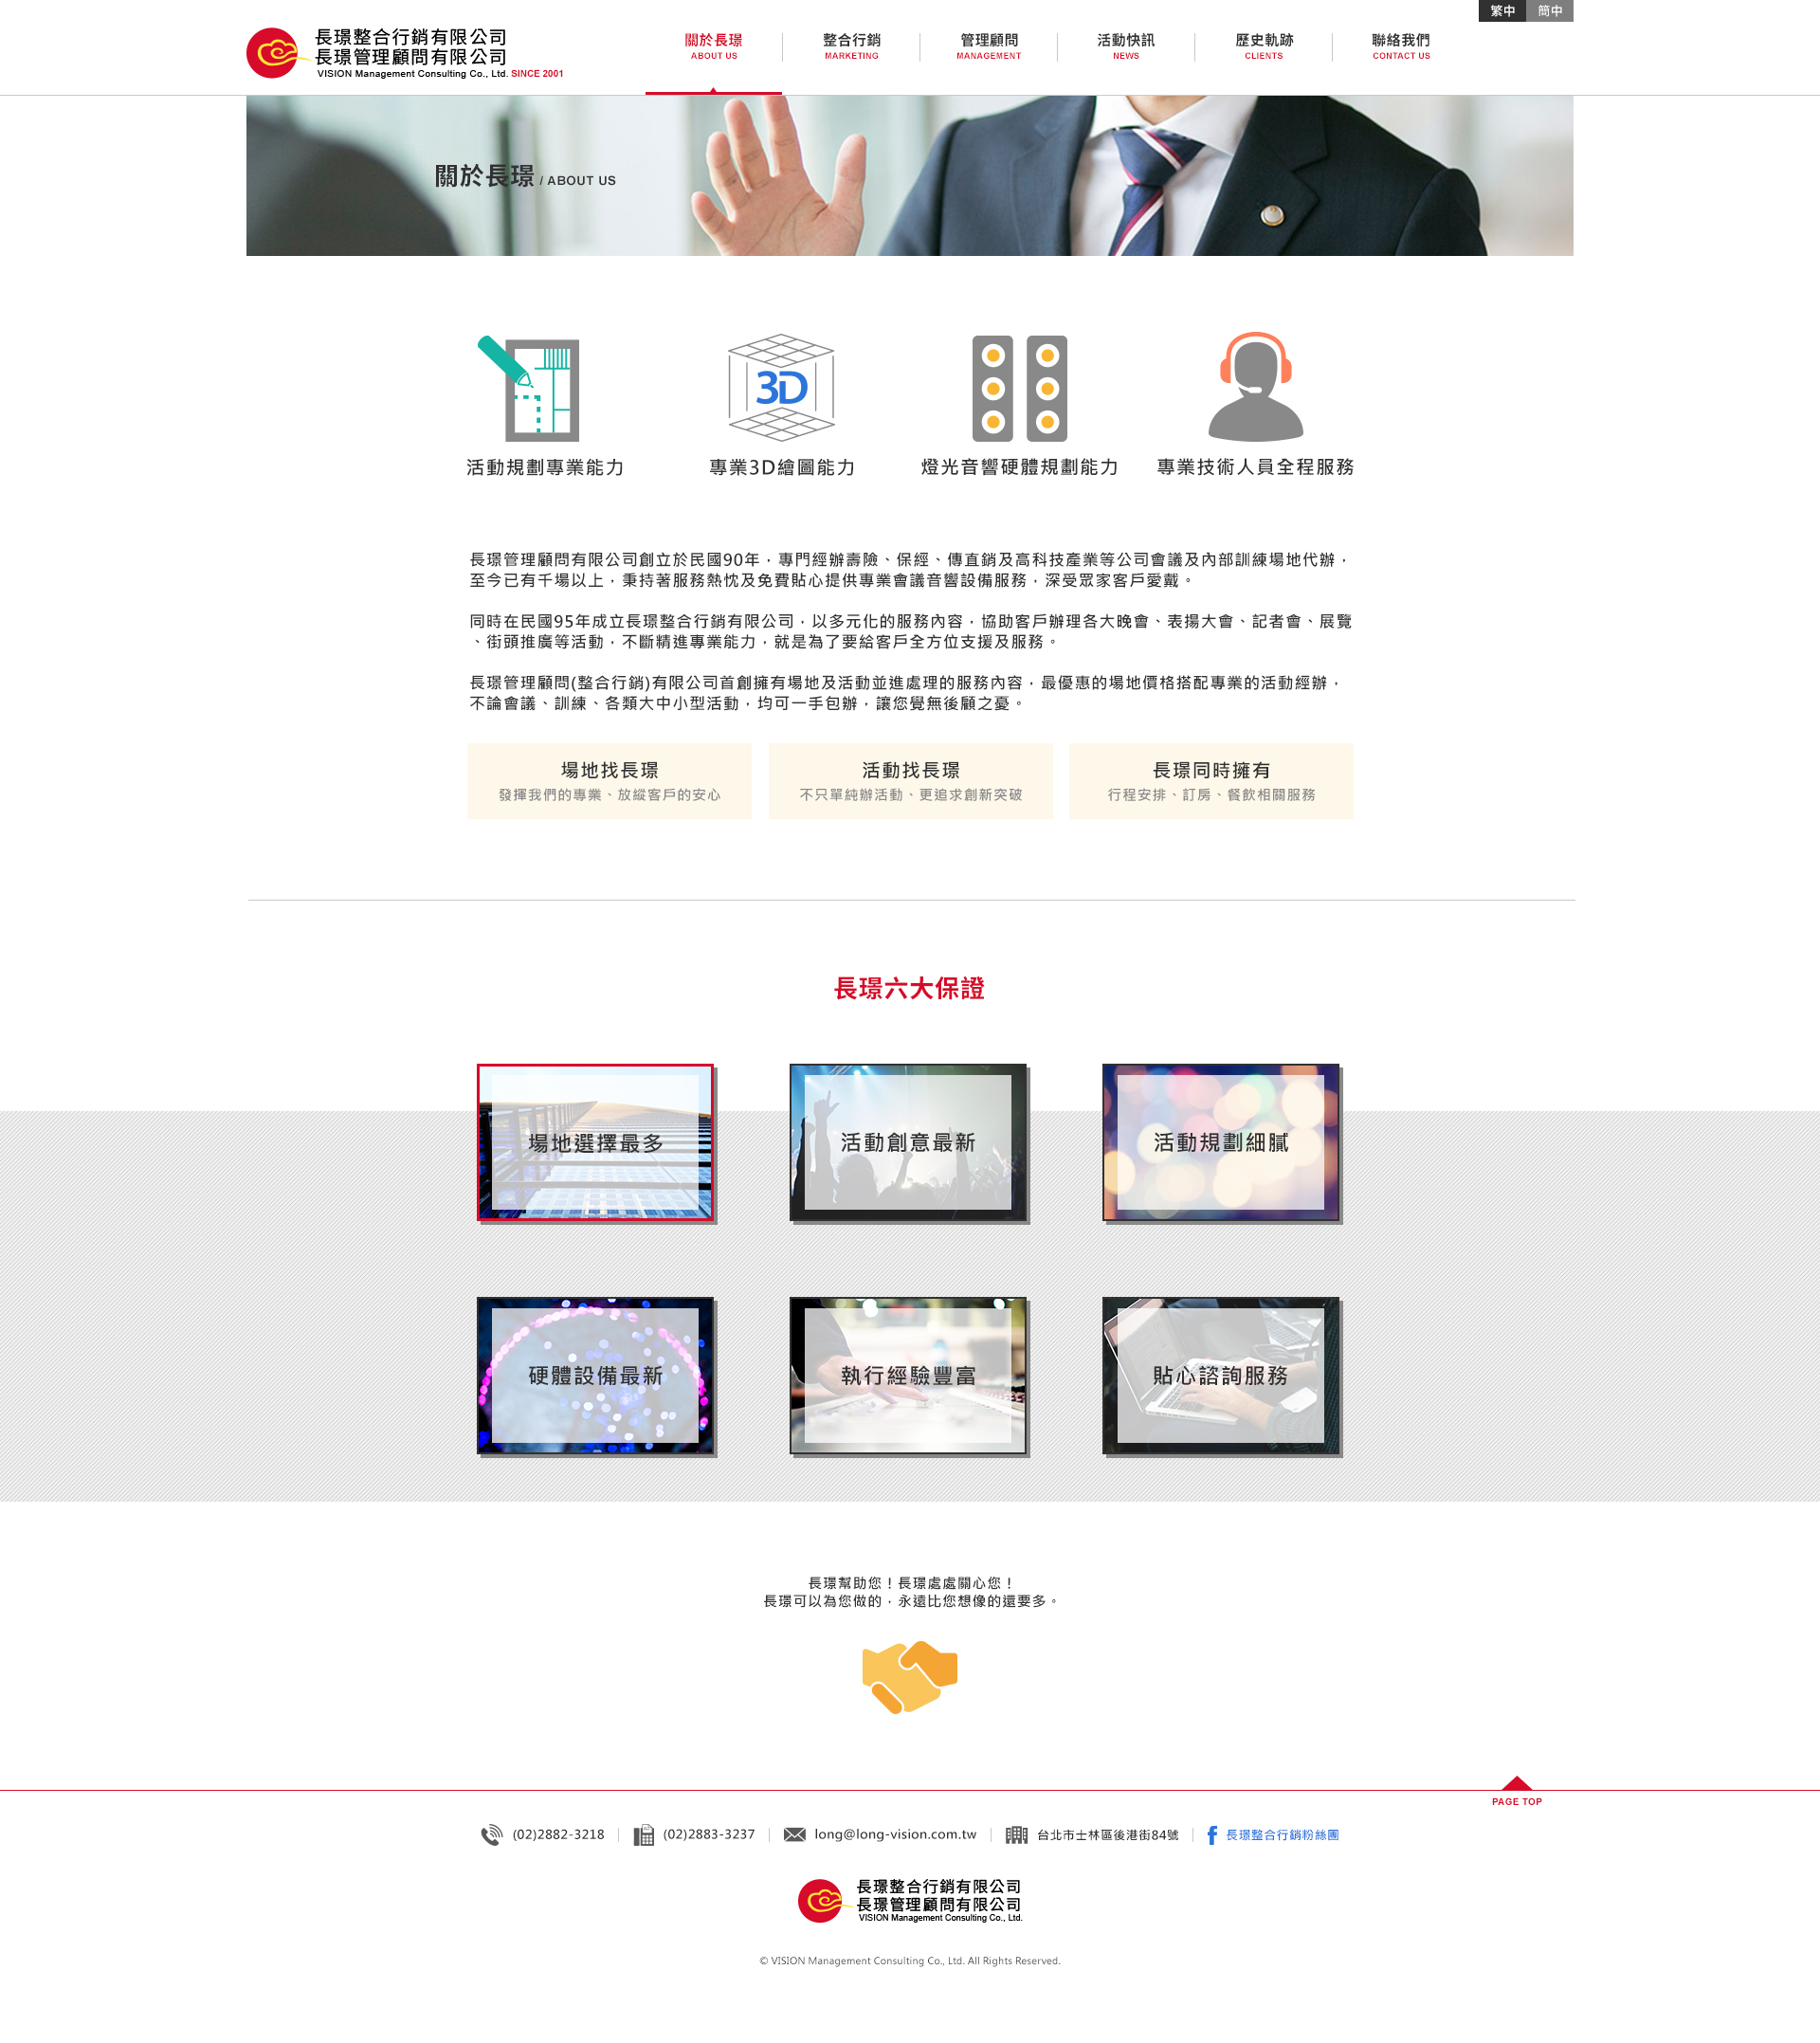 繁中 簡中
長璟整合行銷有限公司
長璟管理顧問有限公司
VISION Management Consulting Co., Ltd. SINCE 2001
關於長璟 整合行銷 管理顧問 活動快訊 歷史軌跡 聯絡我們
ABOUT US MARKETING MANAGEMENT NEWS CLIENTS CONTACT US
關於長璟 / ABOUT US
3D
活動規劃專業能力 專業3D繪圖能力 燈光音響硬體規劃能力 專業技術人員全程服務
長璟管理顧問有限公司創立於民國90年，專門經辦壽險、保經、傳直銷及高科技產業等公司會議及內部訓練場地代辦，
至今已有千場以上，秉持著服務熱忱及免費貼心提供專業會議音響設備服務，深受眾家客戶愛戴。
同時在民國95年成立長璟整合行銷有限公司，以多元化的服務內容，協助客戶辦理各大晚會、表揚大會、記者會、展覽
、街頭推廣等活動，不斷精進專業能力，就是為了要給客戶全方位支援及服務。
長璟管理顧問(整合行銷)有限公司首創擁有場地及活動並進處理的服務內容，最優惠的場地價格搭配專業的活動經辦，
不論會議、訓練、各類大中小型活動，均可一手包辦，讓您覺無後顧之憂。
場地找長璟 活動找長璟 長璟同時擁有
發揮我們的專業、放縱客戶的安心 不只單純辦活動、更追求創新突破 行程安排、訂房、餐飲相關服務
長璟六大保證
場地選擇最多 活動創意最新 活動規劃細膩
硬體設備最新 執行經驗豐富 貼心諮詢服務
長璟幫助您！長璟處處關心您！
長璟可以為您做的，永遠比您想像的還要多。
PAGE TOP
(02)2882-3218 (02)2883-3237 long@long-vision.com.tw 台北市士林區後港街84號 長璟整合行銷粉絲團
長璟整合行銷有限公司
長璟管理顧問有限公司
VISION Management Consulting Co., Ltd.
© VISION Management Consulting Co., Ltd. All Rights Reserved.